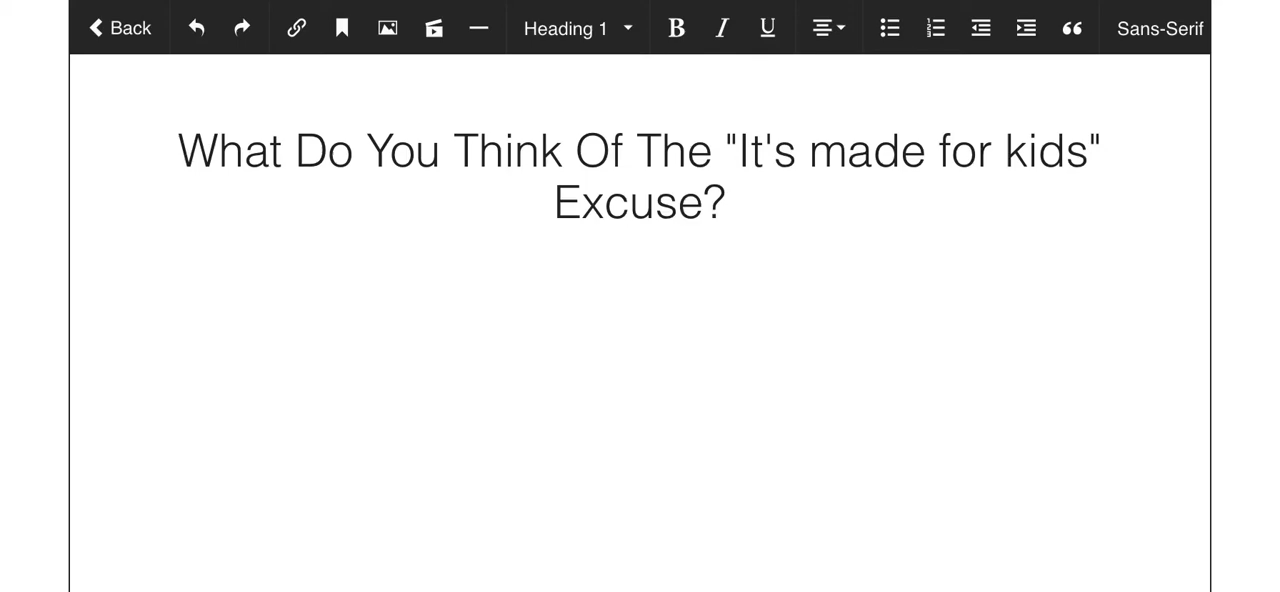 Back Heading 1 B I U Sans-Serif
What Do You Think Of The "It's made for kids"
Excuse?